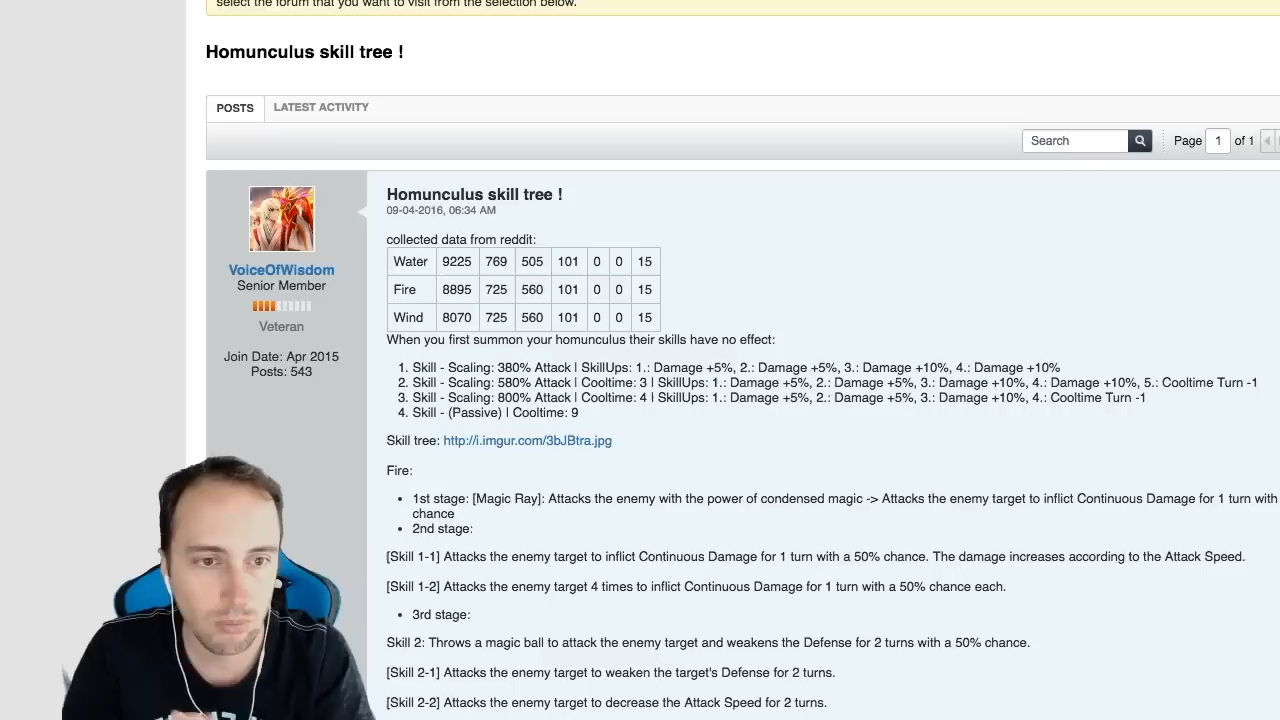 select the forum that you want to visit from the selection below.
Homunculus skill tree !
POSTS
LATEST ACTIVITY
Search
Page 1 of 1
VoiceOfWisdom
Senior Member
Veteran
Join Date: Apr 2015
Posts: 543
Homunculus skill tree !
09-04-2016, 06:34 AM
collected data from reddit:
Water 9225 769 505 101 0 0 15
Fire 8895 725 560 101 0 0 15
Wind 8070 725 560 101 0 0 15
When you first summon your homunculus their skills have no effect:
1. Skill - Scaling: 380% Attack | SkillUps: 1.: Damage +5%, 2.: Damage +5%, 3.: Damage +10%, 4.: Damage +10%
2. Skill - Scaling: 580% Attack | Cooltime: 3 | SkillUps: 1.: Damage +5%, 2.: Damage +5%, 3.: Damage +10%, 4.: Damage +10%, 5.: Cooltime Turn -1
3. Skill - Scaling: 800% Attack | Cooltime: 4 | SkillUps: 1.: Damage +5%, 2.: Damage +5%, 3.: Damage +10%, 4.: Cooltime Turn -1
4. Skill - (Passive) | Cooltime: 9
Skill tree: http://i.imgur.com/3bJBtra.jpg
Fire:
• 1st stage: [Magic Ray]: Attacks the enemy with the power of condensed magic -> Attacks the enemy target to inflict Continuous Damage for 1 turn with
chance
• 2nd stage:
[Skill 1-1] Attacks the enemy target to inflict Continuous Damage for 1 turn with a 50% chance. The damage increases according to the Attack Speed.
[Skill 1-2] Attacks the enemy target 4 times to inflict Continuous Damage for 1 turn with a 50% chance each.
• 3rd stage:
Skill 2: Throws a magic ball to attack the enemy target and weakens the Defense for 2 turns with a 50% chance.
[Skill 2-1] Attacks the enemy target to weaken the target's Defense for 2 turns.
[Skill 2-2] Attacks the enemy target to decrease the Attack Speed for 2 turns.